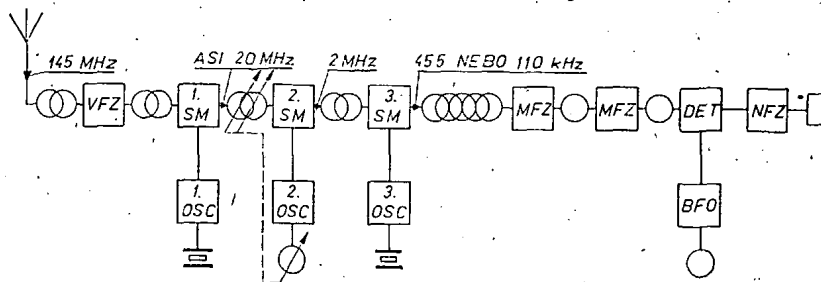 145 MHz
ASI 20 MHz
2 MHz
455 NEBO 110 kHz
VFZ
1. SM
2. SM
3. SM
MFZ
MFZ
DET
NFZ
1. OSC
2. OSC
3. OSC
BFO